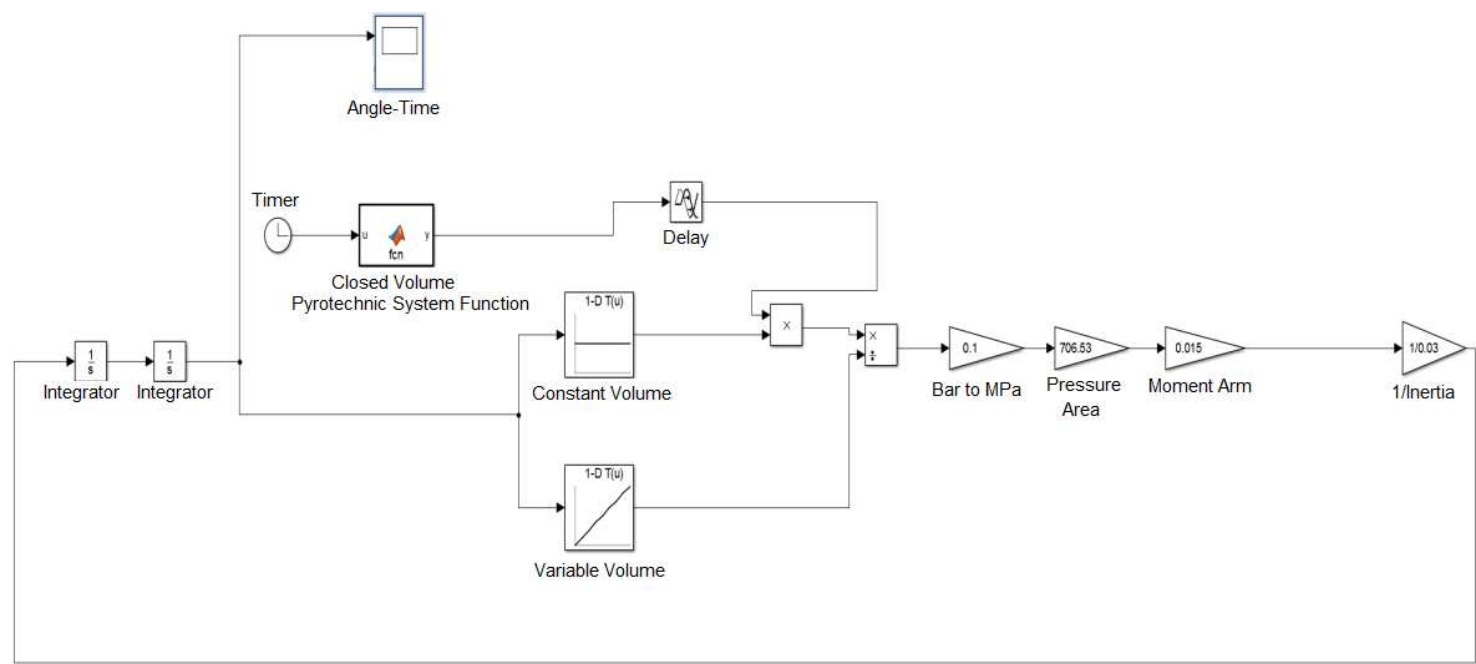 Angle-Time
Timer
u
y
fcn
Closed Volume
Pyrotechnic System Function
Delay
1-D T(u)
Constant Volume
×
×
÷
1
s
Integrator
1
s
Integrator
0.1
Bar to MPa
706.53
Pressure
Area
0.015
Moment Arm
1/0.03
1/Inertia
1-D T(u)
Variable Volume